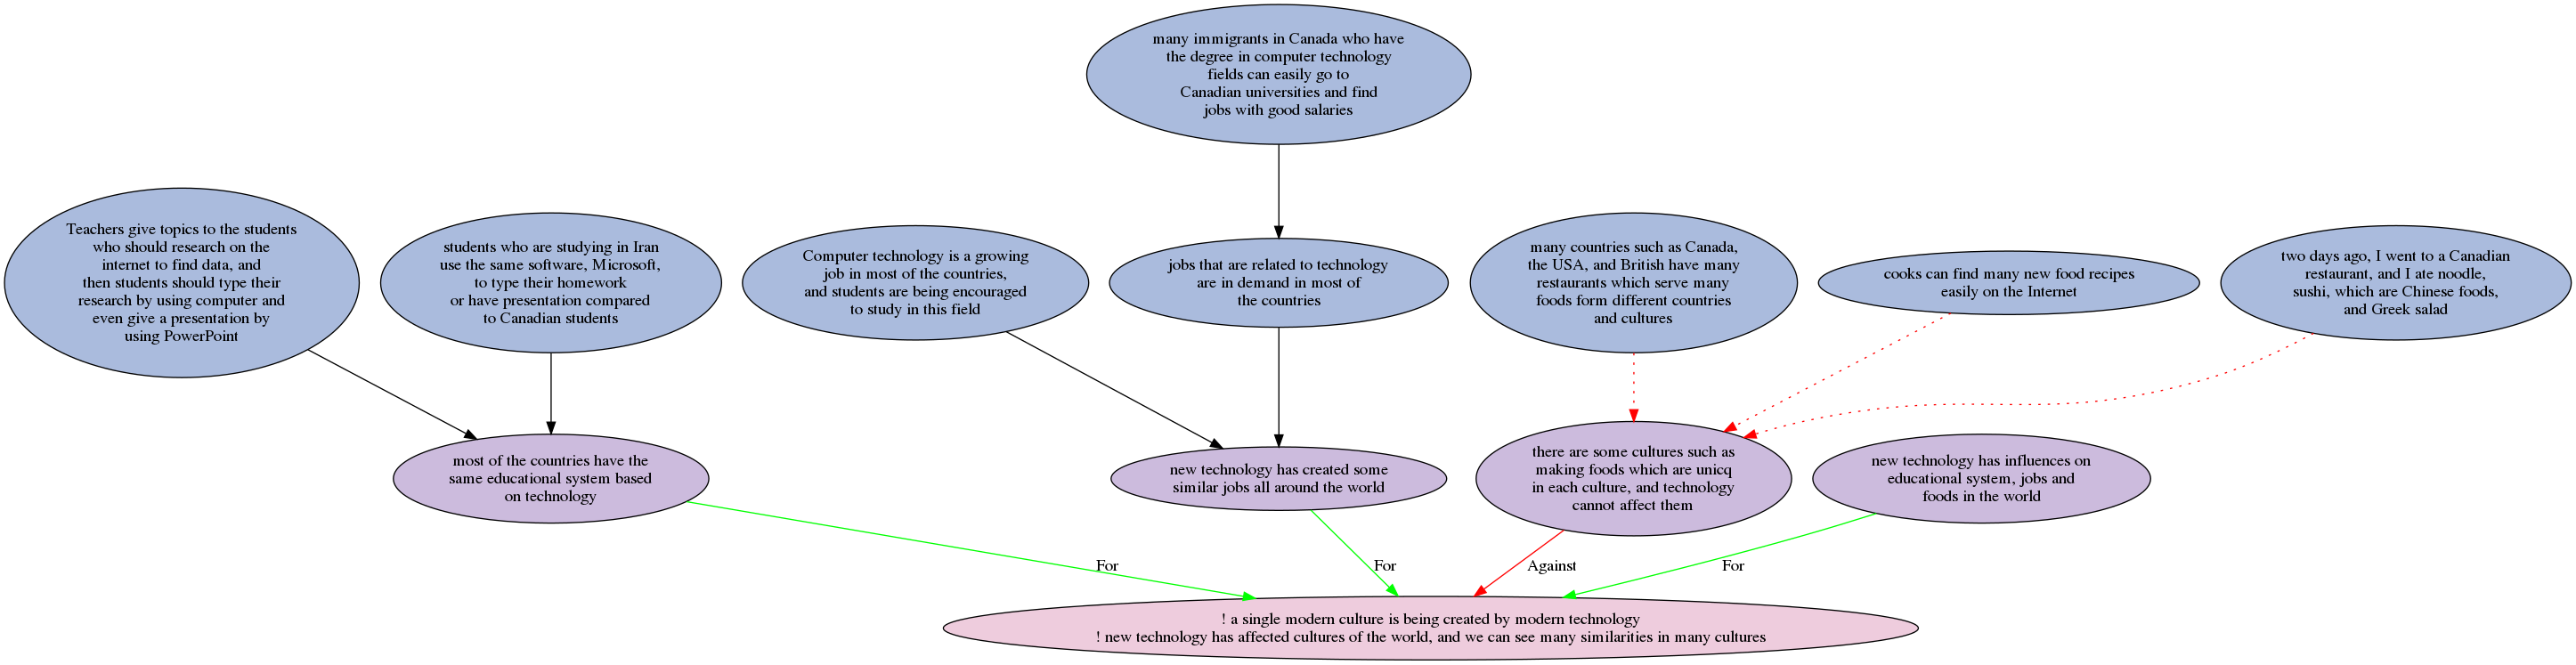 many immigrants in Canada who have
the degree in computer technology
fields can easily go to
Canadian universities and find
jobs with good salaries
Teachers give topics to the students
who should research on the
internet to find data, and
then students should type their
research by using computer and
even give a presentation by
using PowerPoint
students who are studying in Iran
use the same software, Microsoft,
to type their homework
or have presentation compared
to Canadian students
Computer technology is a growing
job in most of the countries,
and students are being encouraged
to study in this field
jobs that are related to technology
are in demand in most of
the countries
many countries such as Canada,
the USA, and British have many
restaurants which serve many
foods form different countries
and cultures
cooks can find many new food recipes
easily on the Internet
two days ago, I went to a Canadian
restaurant, and I ate noodle,
sushi, which are Chinese foods,
and Greek salad
most of the countries have the
same educational system based
on technology
new technology has created some
similar jobs all around the world
there are some cultures such as
making foods which are unicq
in each culture, and technology
cannot affect them
new technology has influences on
educational system, jobs and
foods in the world
For
For
Against
For
! a single modern culture is being created by modern technology
! new technology has affected cultures of the world, and we can see many similarities in many cultures